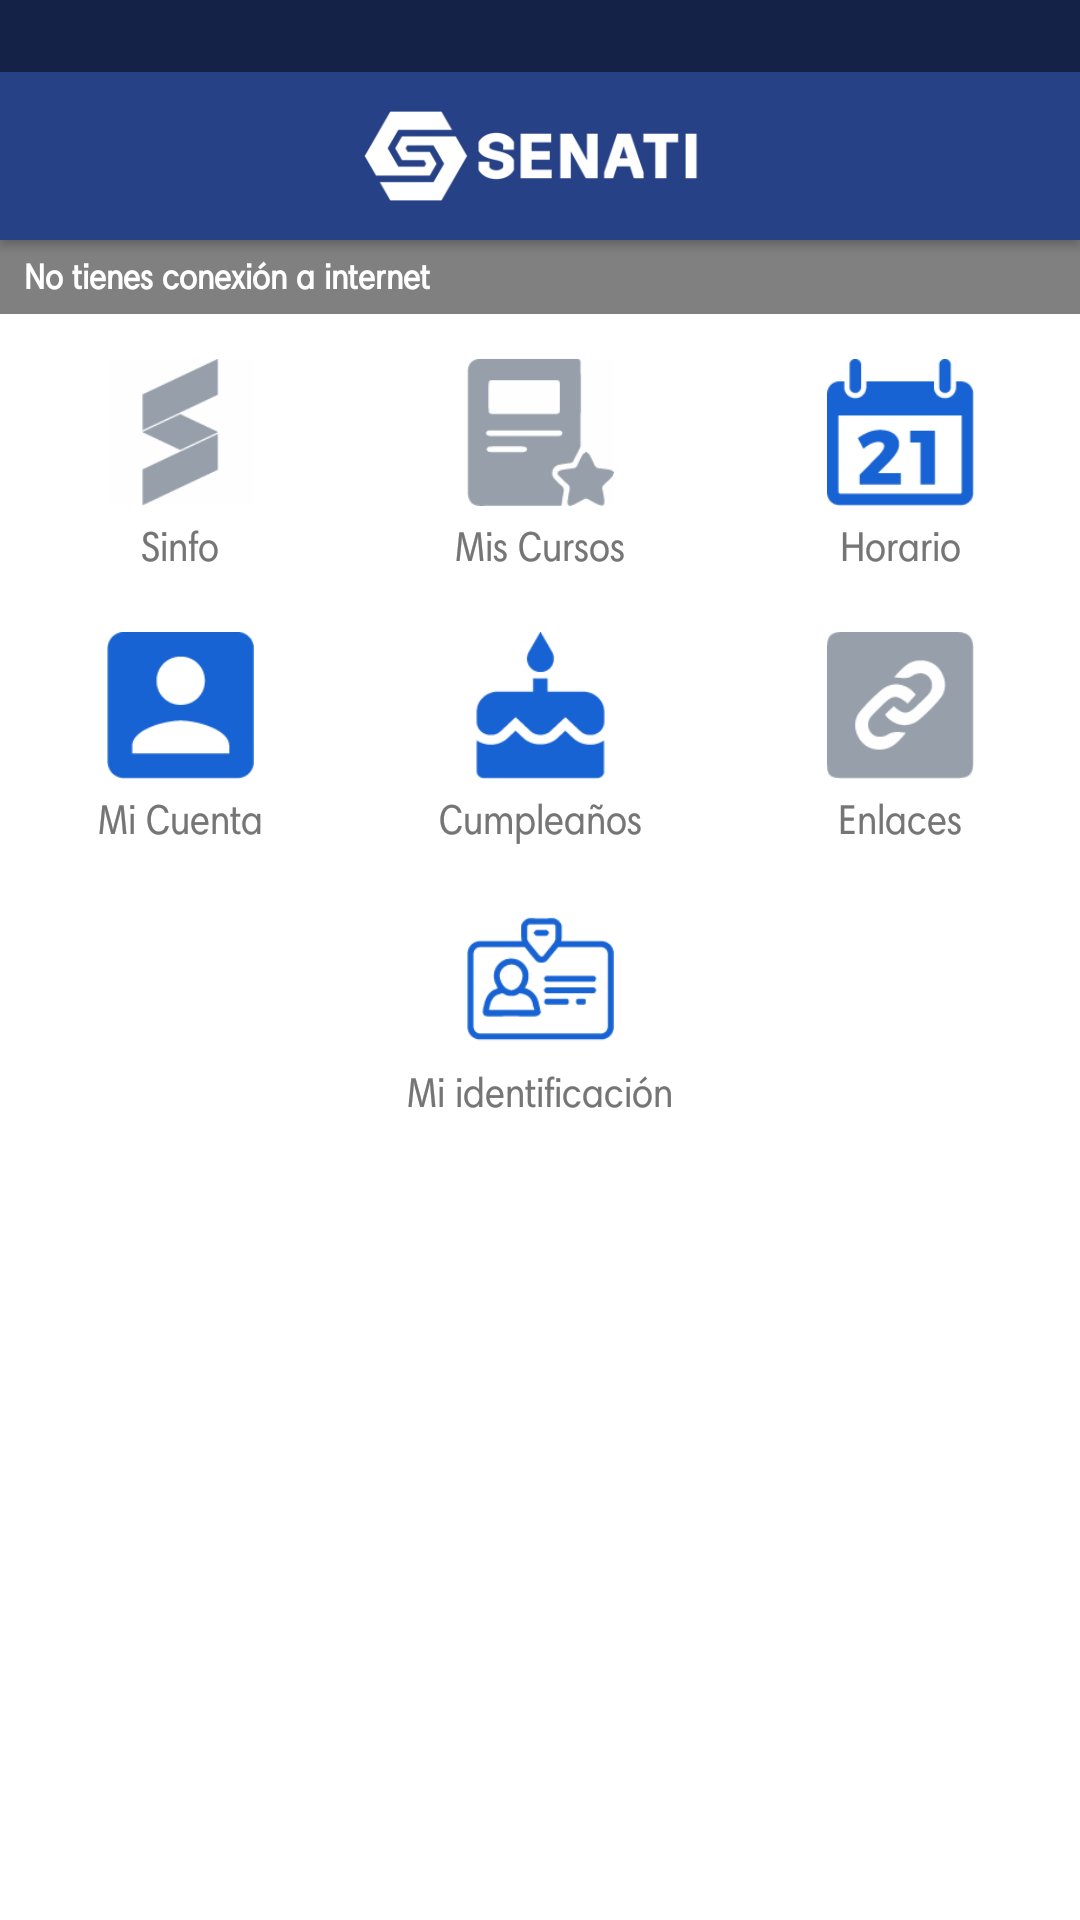 SENATI
No tienes conexión a internet
21
Sinfo
Mis Cursos
Horario
Mi Cuenta
Cumpleaños
Enlaces
Mi identificación